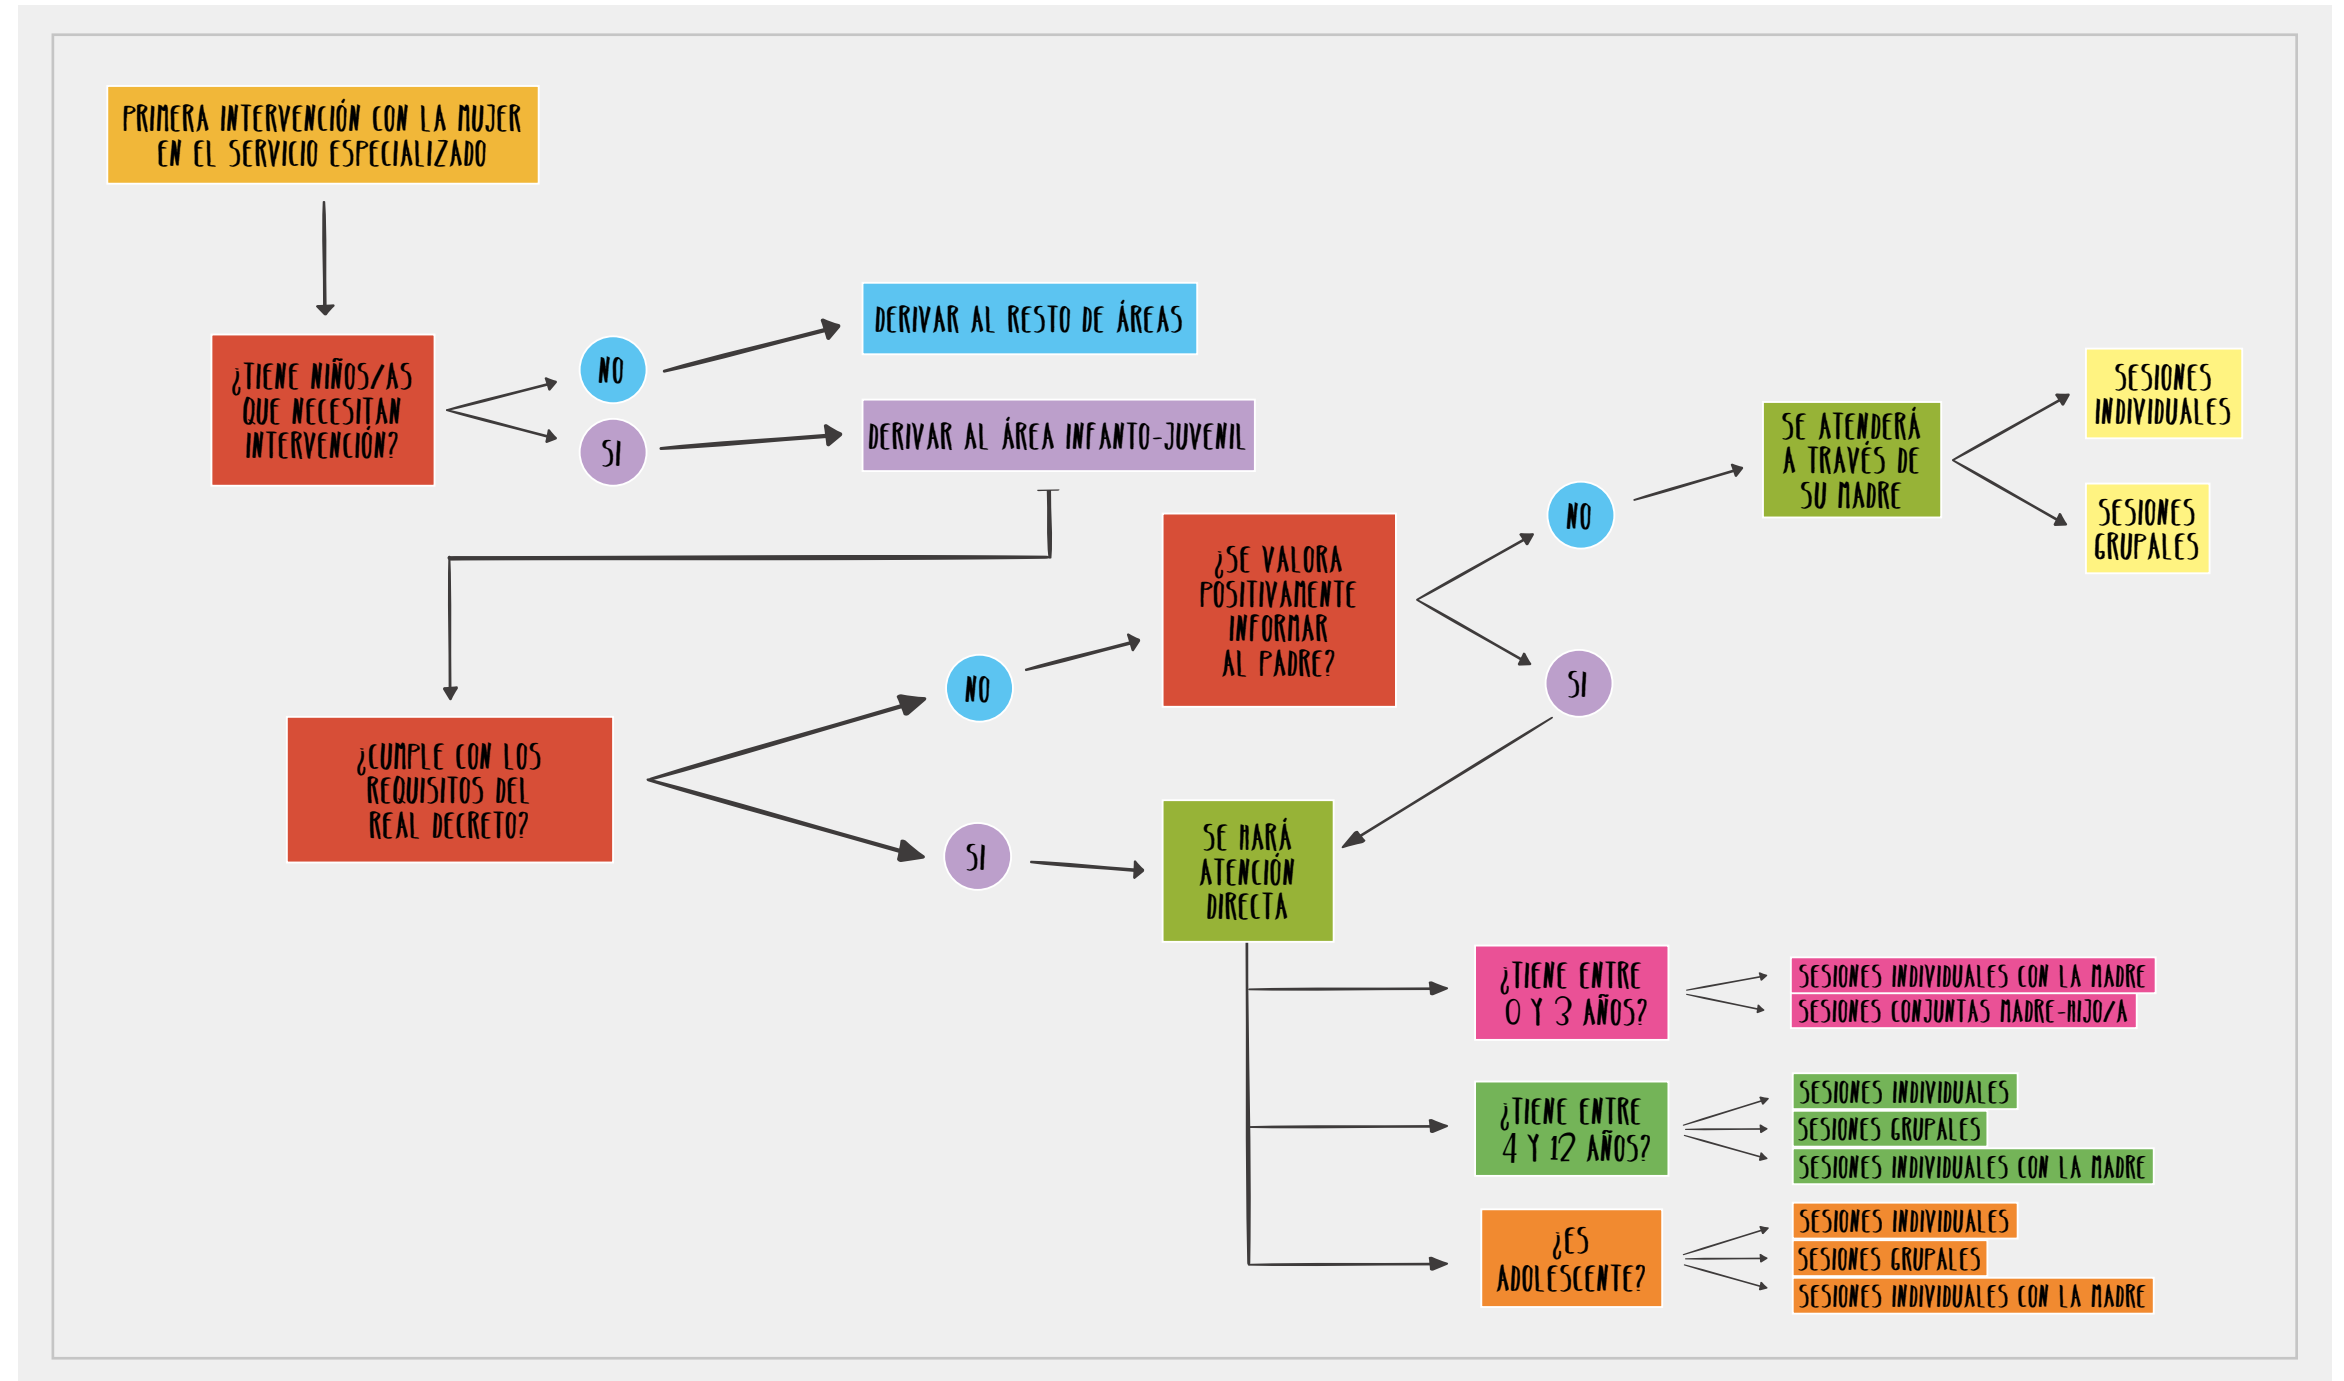 PRIMERA INTERVENCIÓN CON LA MUJER
EN EL SERVICIO ESPECIALIZADO
¿TIENE NIÑOS/AS
QUE NECESITAN
INTERVENCIÓN?
NO
SI
DERIVAR AL RESTO DE ÁREAS
DERIVAR AL ÁREA INFANTO-JUVENIL
¿CUMPLE CON LOS
REQUISITOS DEL
REAL DECRETO?
NO
SI
¿SE VALORA
POSITIVAMENTE
INFORMAR
AL PADRE?
NO
SI
SE ATENDERÁ
A TRAVÉS DE
SU MADRE
SESIONES
INDIVIDUALES
SESIONES
GRUPALES
SE HARÁ
ATENCIÓN
DIRECTA
¿TIENE ENTRE
0 Y 3 AÑOS?
SESIONES INDIVIDUALES CON LA MADRE
SESIONES CONJUNTAS MADRE-HIJO/A
¿TIENE ENTRE
4 Y 12 AÑOS?
SESIONES INDIVIDUALES
SESIONES GRUPALES
SESIONES INDIVIDUALES CON LA MADRE
¿ES
ADOLESCENTE?
SESIONES INDIVIDUALES
SESIONES GRUPALES
SESIONES INDIVIDUALES CON LA MADRE